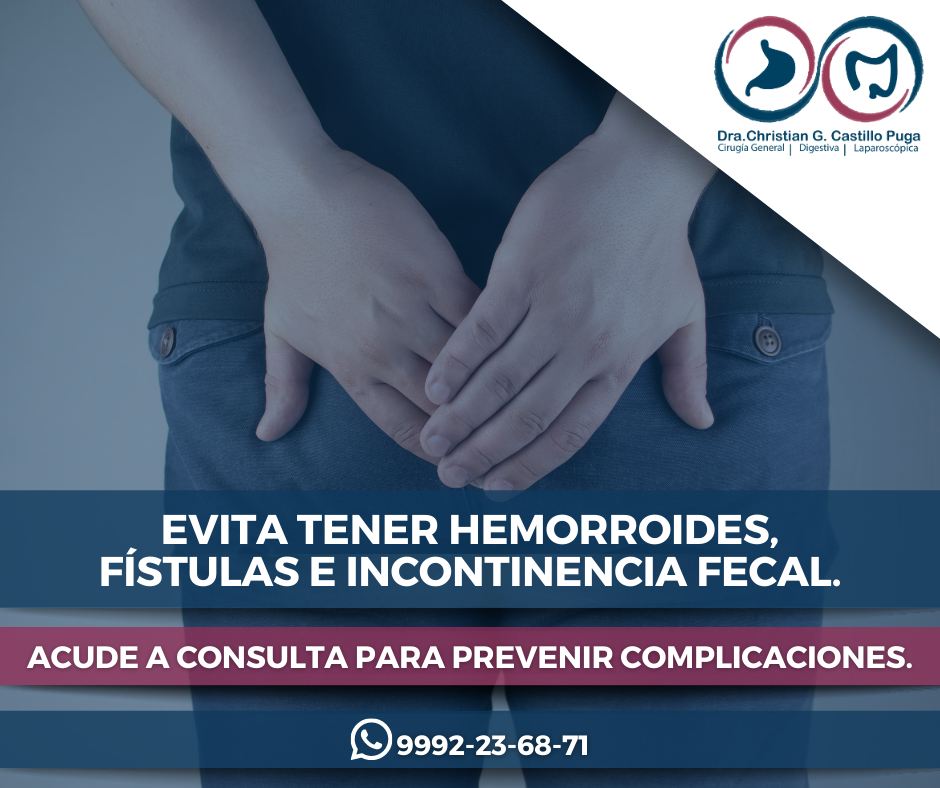 Dra.Christian G. Castillo Puga
Cirugía General | Digestiva | Laparoscópica
EVITA TENER HEMORROIDES,
FÍSTULAS E INCONTINENCIA FECAL.
ACUDE A CONSULTA PARA PREVENIR COMPLICACIONES.
9992-23-68-71